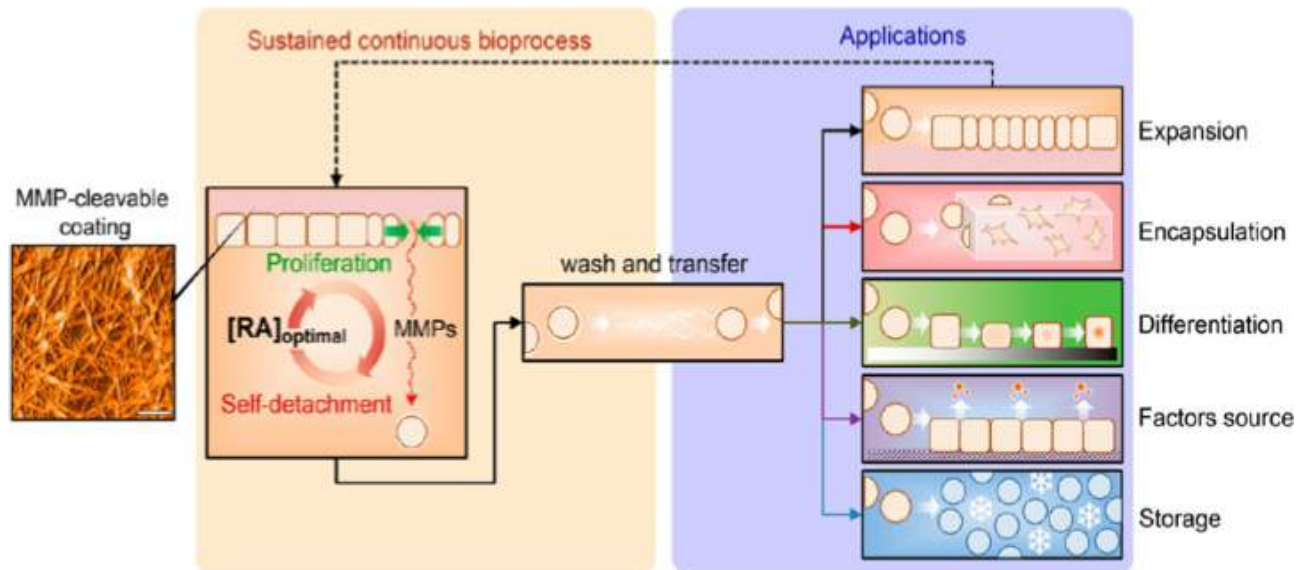 Sustained continuous bioprocess
Applications
MMP-cleavable
coating
Proliferation
[RA]optimal
MMPs
Self-detachment
wash and transfer
Expansion
Encapsulation
Differentiation
Factors source
Storage